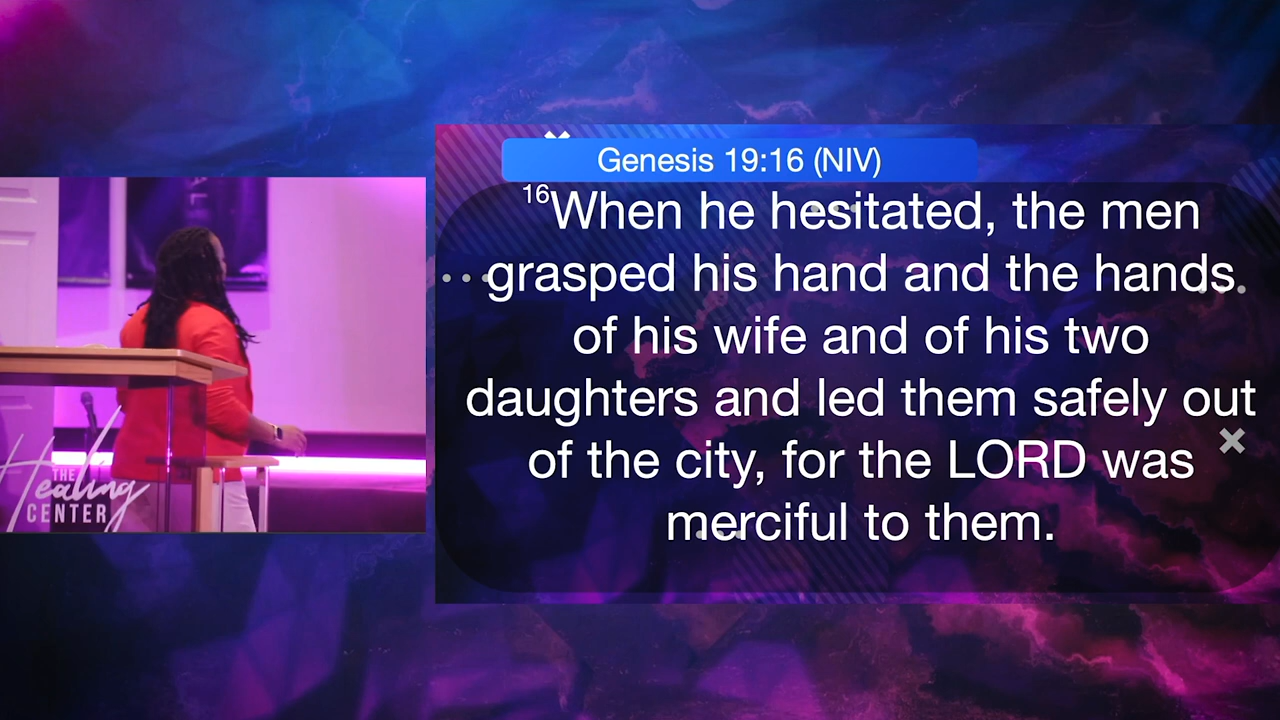 Genesis 19:16 (NIV)
16When he hesitated, the men
grasped his hand and the hands
of his wife and of his two
daughters and led them safely out
of the city, for the LORD was
merciful to them.
THE
Healing
CENTER